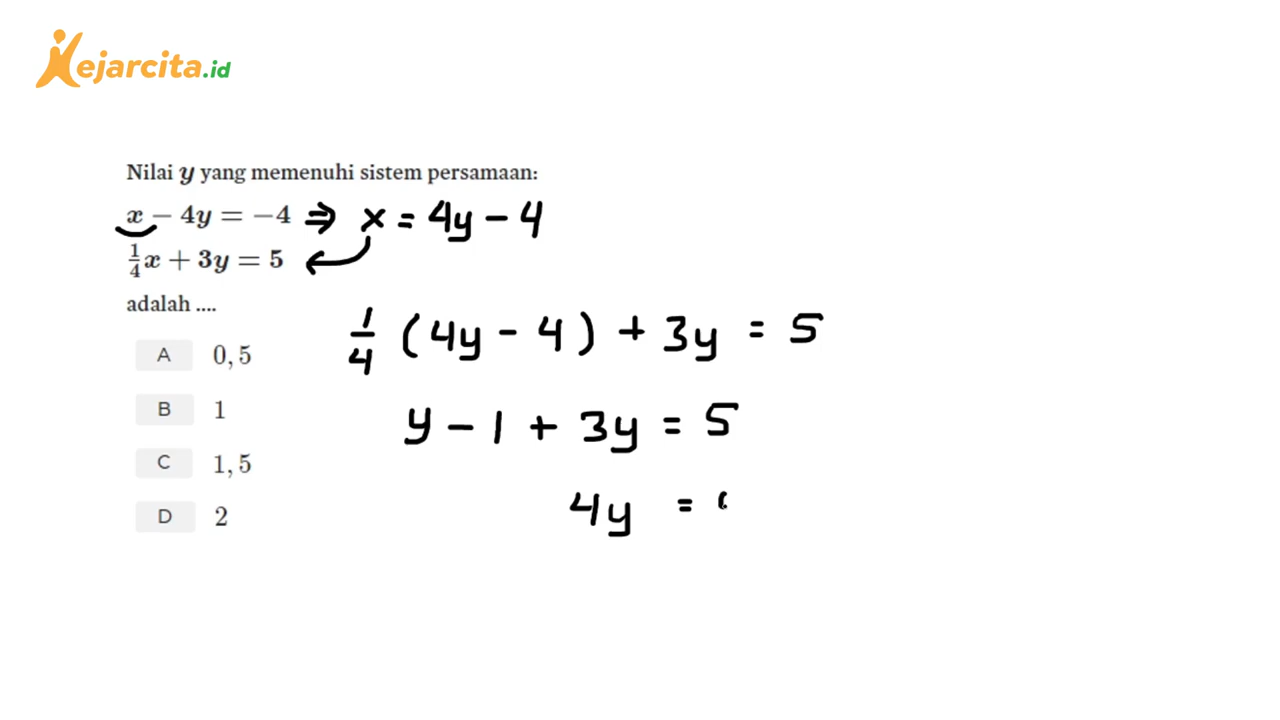 Kejarcita.id
Nilai y yang memenuhi sistem persamaan:
x − 4y = −4 ⇒ x = 4y − 4
1/4 x + 3y = 5
adalah ....
1/4 (4y − 4) + 3y = 5
A 0,5
y − 1 + 3y = 5
B 1
C 1,5
4y =
D 2